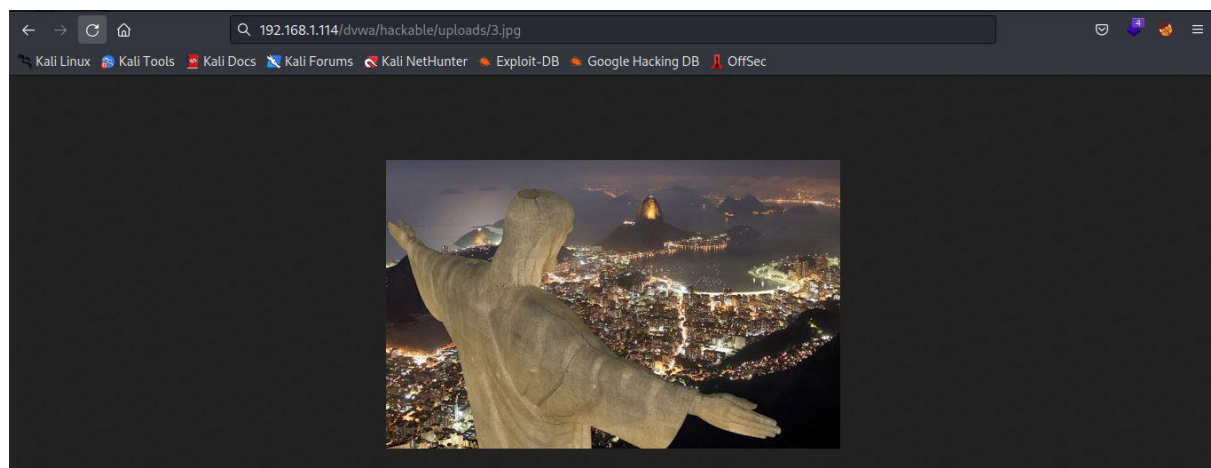 192.168.1.114/dvwa/hackable/uploads/3.jpg
4
Kali Linux Kali Tools Kali Docs Kali Forums Kali NetHunter Exploit-DB Google Hacking DB OffSec